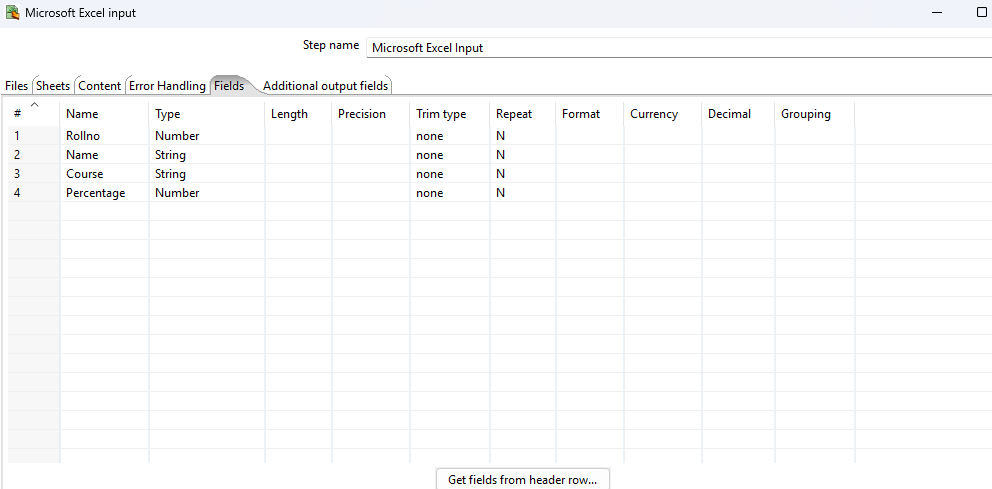 Microsoft Excel input
Step name Microsoft Excel Input
Files Sheets Content Error Handling Fields Additional output fields
# Name Type Length Precision Trim type Repeat Format Currency Decimal Grouping
1 Rollno Number none N
2 Name String none N
3 Course String none N
4 Percentage Number none N
Get fields from header row...